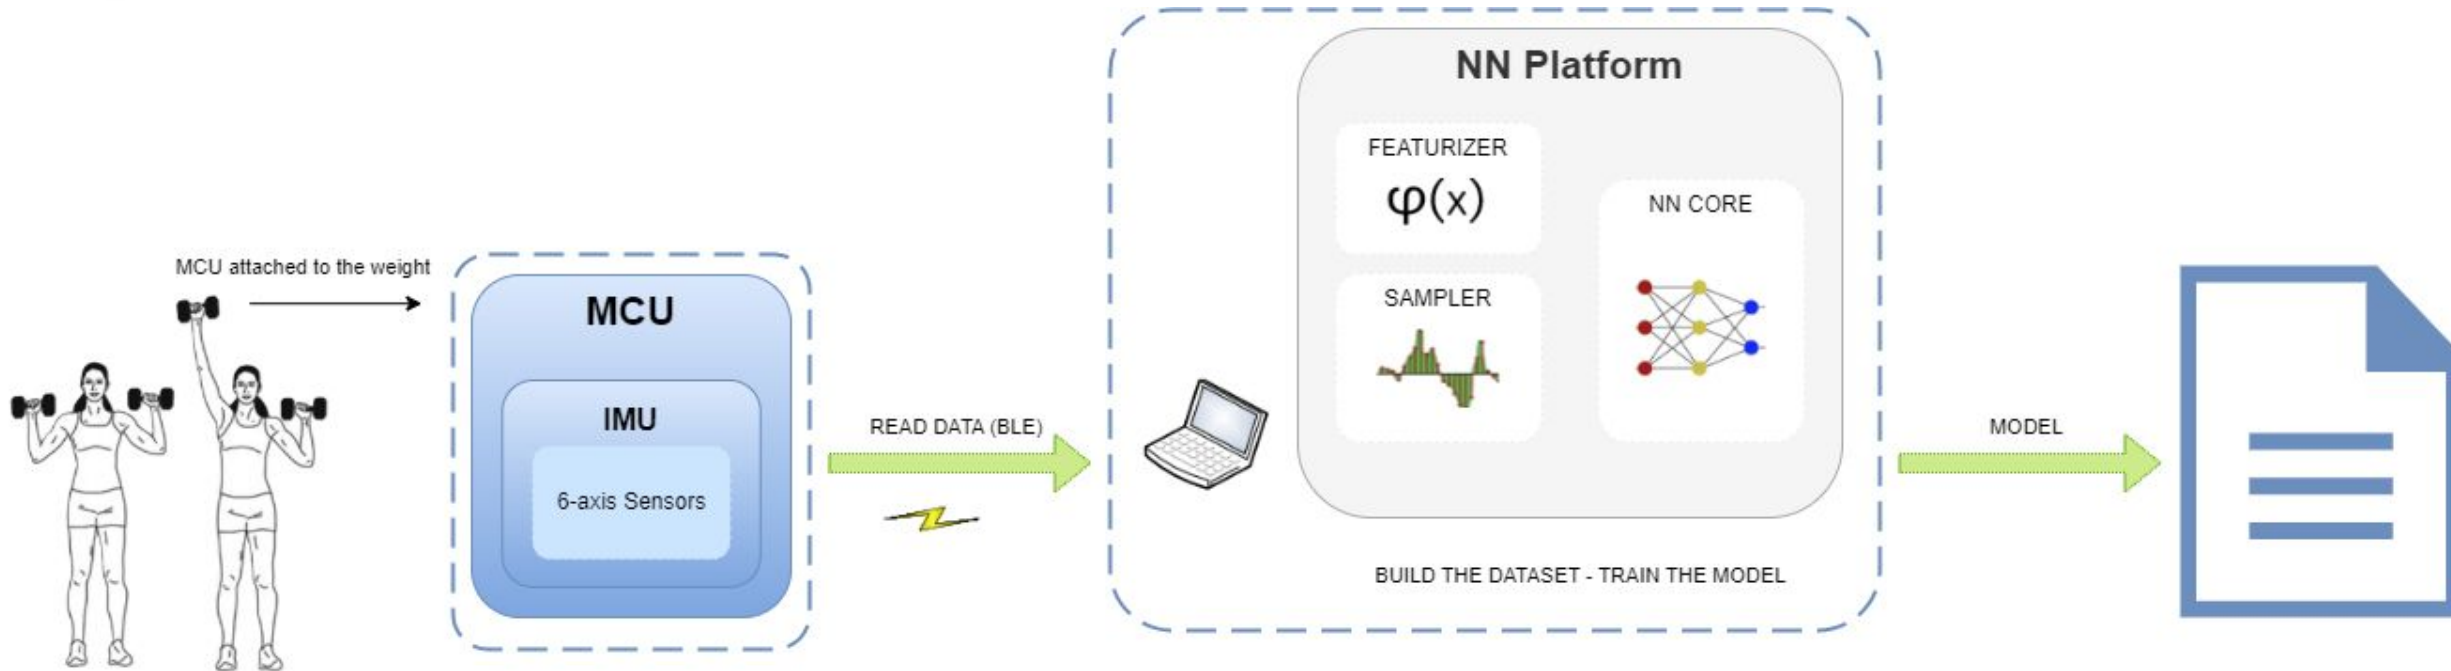 MCU attached to the weight
MCU
IMU
6-axis Sensors
READ DATA (BLE)
NN Platform
FEATURIZER
φ(x)
SAMPLER
NN CORE
BUILD THE DATASET - TRAIN THE MODEL
MODEL